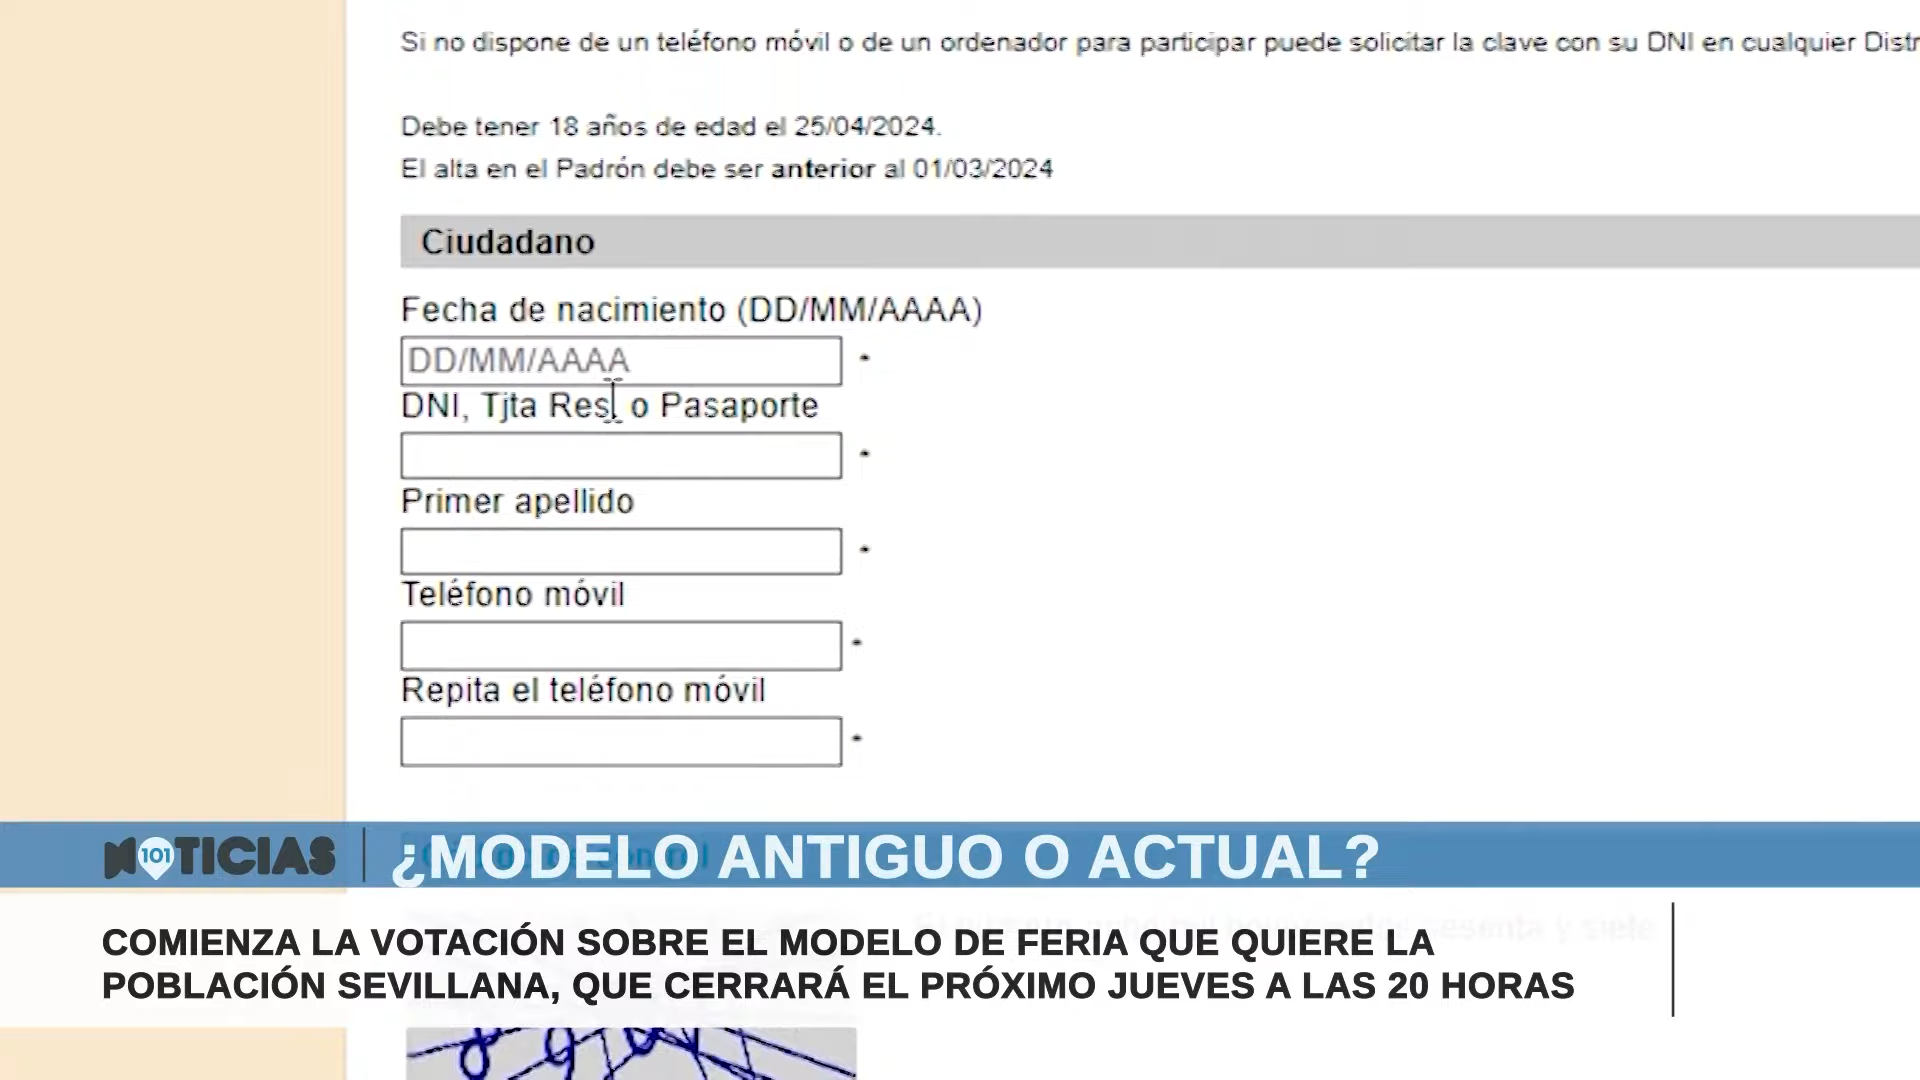 Si no dispone de un teléfono móvil o de un ordenador para participar puede solicitar la clave con su DNI en cualquier Distr
Debe tener 18 años de edad el 25/04/2024.
El alta en el Padrón debe ser anterior al 01/03/2024
Ciudadano
Fecha de nacimiento (DD/MM/AAAA)
DD/MM/AAAA *
DNI, Tjta Res. o Pasaporte
*
Primer apellido
*
Teléfono móvil
*
Repita el teléfono móvil
*
NOTICIAS 101
¿MODELO ANTIGUO O ACTUAL?
sesenta y siete
COMIENZA LA VOTACIÓN SOBRE EL MODELO DE FERIA QUE QUIERE LA
POBLACIÓN SEVILLANA, QUE CERRARÁ EL PRÓXIMO JUEVES A LAS 20 HORAS